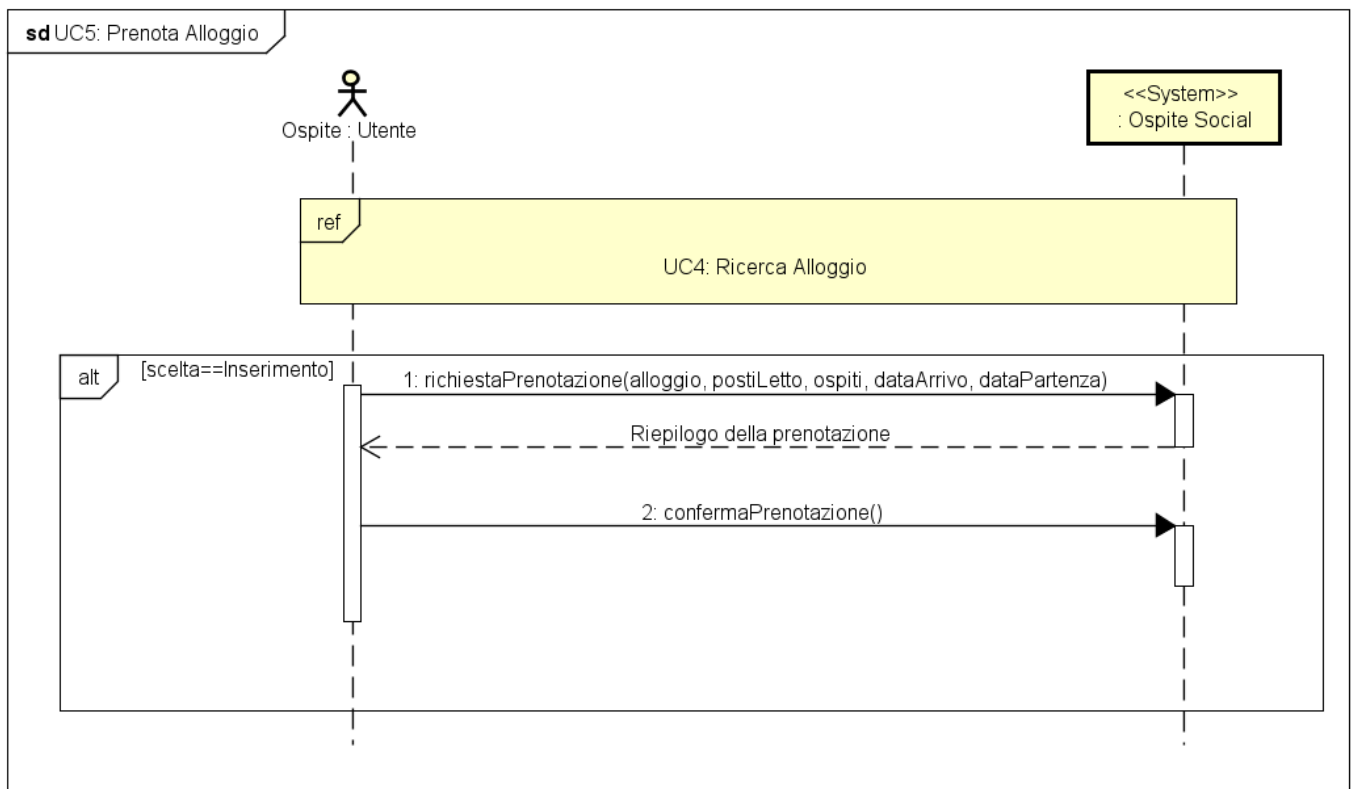 sd UC5: Prenota Alloggio
Ospite : Utente
<<System>>
: Ospite Social
ref
UC4: Ricerca Alloggio
alt
[scelta==Inserimento]
1: richiestaPrenotazione(alloggio, postiLetto, ospiti, dataArrivo, dataPartenza)
Riepilogo della prenotazione
2: confermaPrenotazione()